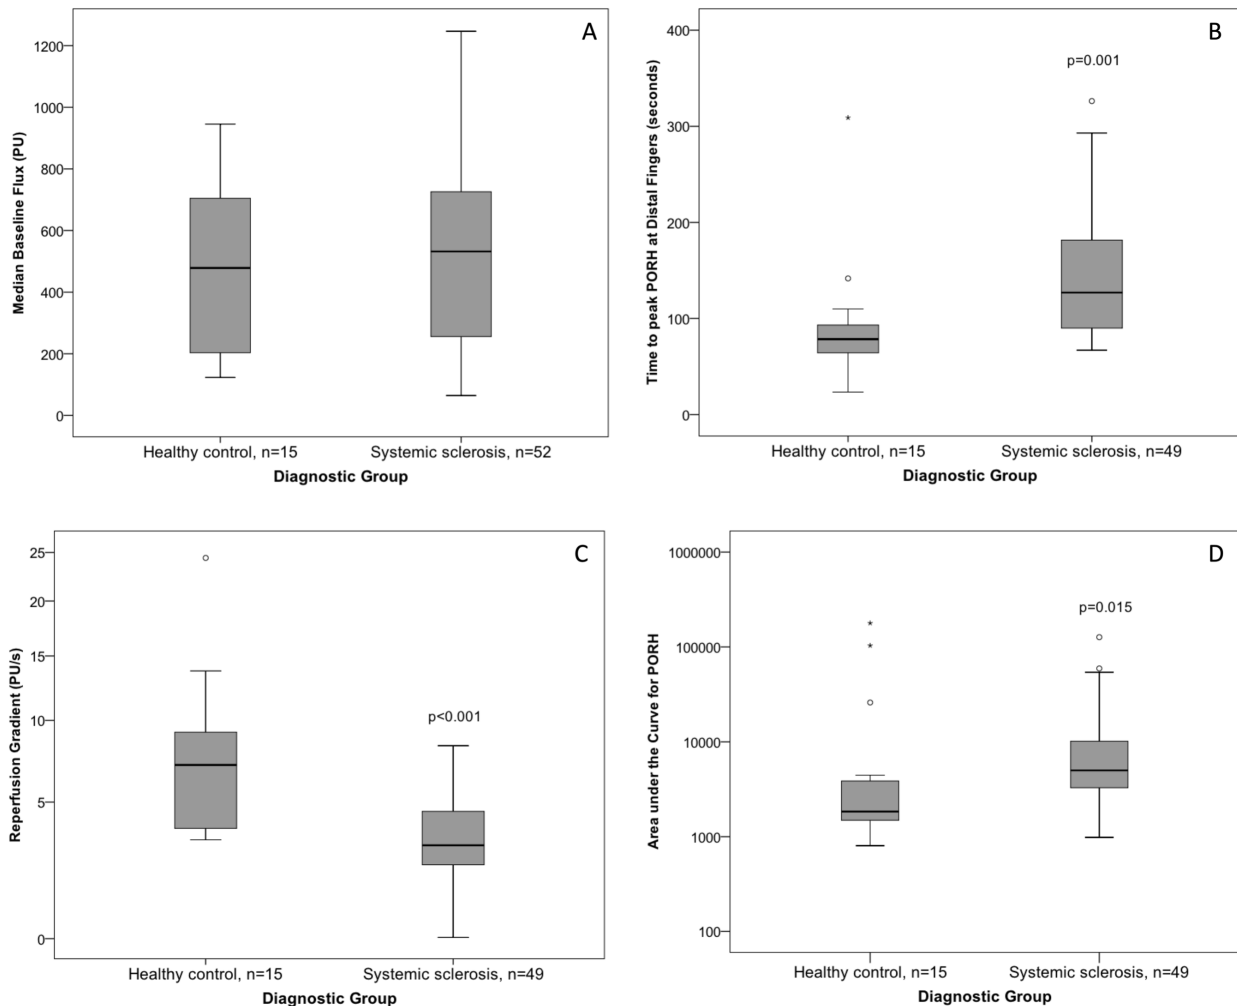 A
Median Baseline Flux (PU)
1200
1000
800
600
400
200
0
Healthy control, n=15 Systemic sclerosis, n=52
Diagnostic Group
B
Time to peak PORH at Distal Fingers (seconds)
400
300
200
100
0
p=0.001
*
Healthy control, n=15 Systemic sclerosis, n=49
Diagnostic Group
C
Reperfusion Gradient (PU/s)
25
20
15
10
5
0
p<0.001
Healthy control, n=15 Systemic sclerosis, n=49
Diagnostic Group
D
Area under the Curve for PORH
1000000
100000
10000
1000
100
p=0.015
*
*
Healthy control, n=15 Systemic sclerosis, n=49
Diagnostic Group